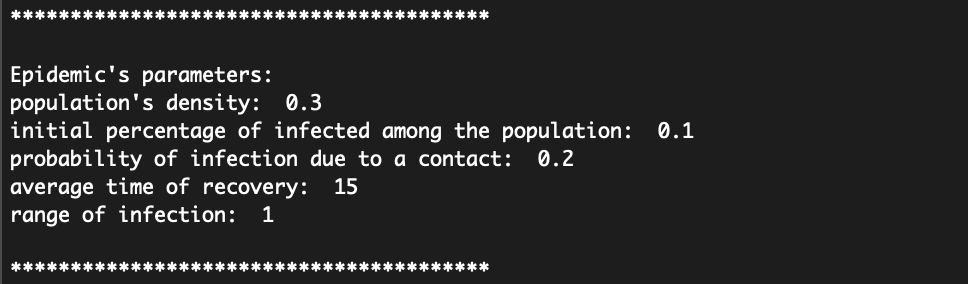 ****************************************
Epidemic's parameters:
population's density:  0.3
initial percentage of infected among the population:  0.1
probability of infection due to a contact:  0.2
average time of recovery:  15
range of infection:  1
****************************************